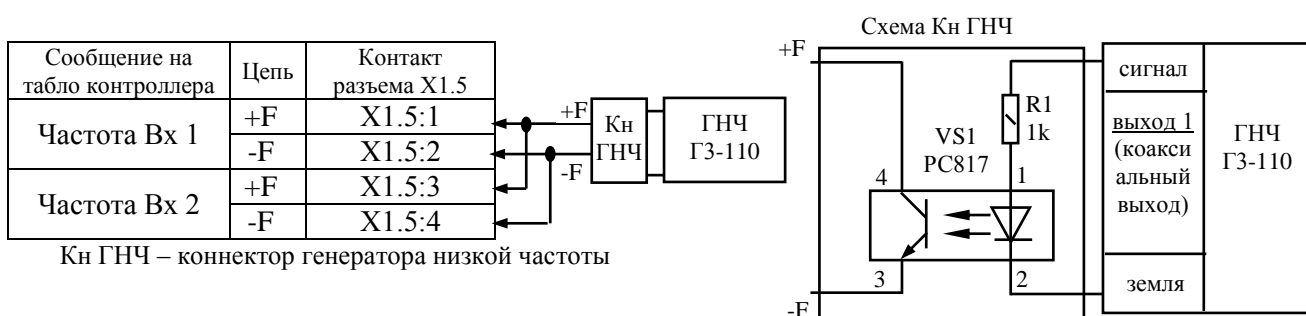 Схема Кн ГНЧ
Сообщение на
табло контроллера
Цепь
Контакт
разъема X1.5
Частота Вх 1
+F
X1.5:1
-F
X1.5:2
Частота Вх 2
+F
X1.5:3
-F
X1.5:4
+F
-F
Кн
ГНЧ
ГНЧ
Г3-110
Кн ГНЧ – коннектор генератора низкой частоты
+F
-F
VS1
PC817
R1
1k
4
1
3
2
сигнал
выход 1
(коакси
альный
выход)
земля
ГНЧ
Г3-110